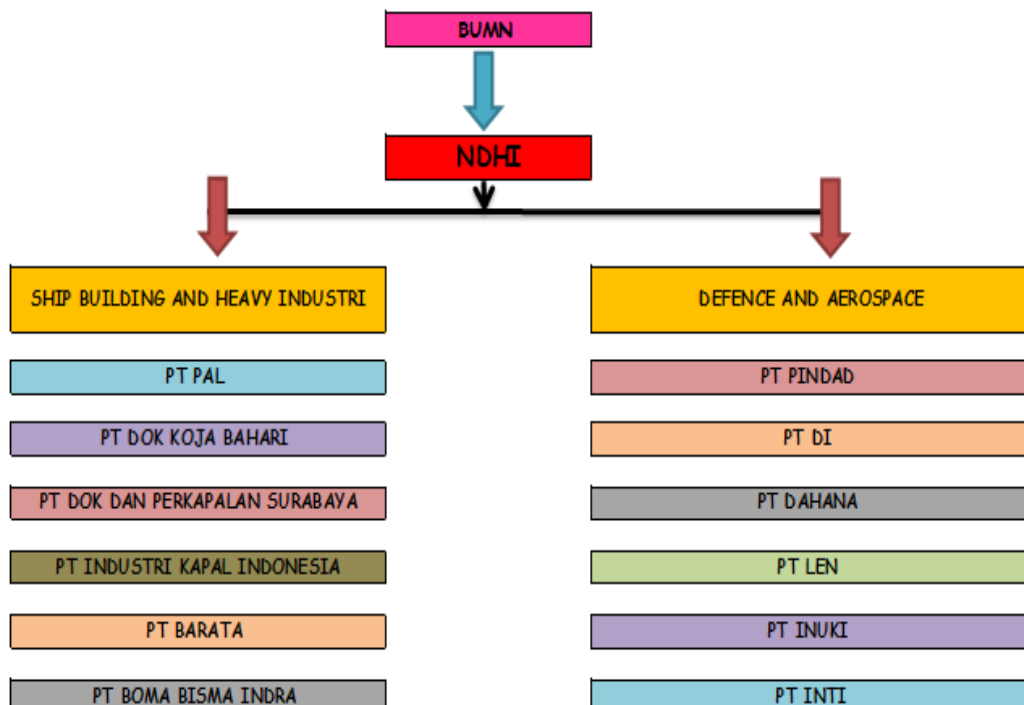 BUMN
NDHI
SHIP BUILDING AND HEAVY INDUSTRI
PT PAL
PT DOK KOJA BAHARI
PT DOK DAN PERKAPALAN SURABAYA
PT INDUSTRI KAPAL INDONESIA
PT BARATA
PT BOMA BISMA INDRA
DEFENCE AND AEROSPACE
PT PINDAD
PT DI
PT DAHANA
PT LEN
PT INUKI
PT INTI